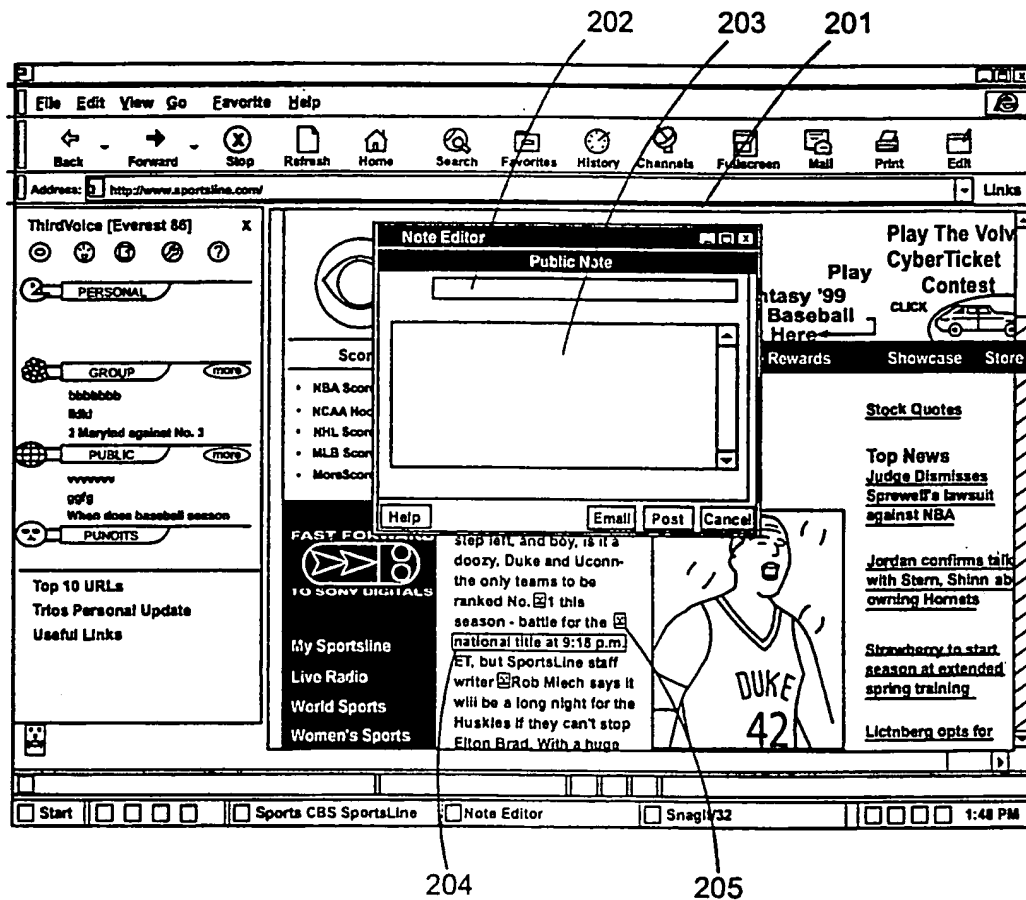 202 203 201
File Edit View Go Favorite Help
Back Forward Stop Refresh Home Search Favorites History Channels Fullscreen Mail Print Edit
Address: http://www.sportsline.com/ Links
ThirdVoice [Everest 86] X
PERSONAL
GROUP more
bbbbbbb
lldkf
2 Maryland against No. 3
PUBLIC more
vvvvvvv
ggfg
When does baseball season
PUNDITS
Top 10 URLs
Trios Personal Update
Useful Links
Note Editor
Public Note
Help Email Post Cancel
Play The Volv
CyberTicket
Contest
CLICK
Play
ntasy '99
Baseball
Here
Scor
Rewards Showcase Store
• NBA Scor
• NCAA Hoc
• NHL Scor
• MLB Scor
• MoreScor
FAST FORWARD
TO SONY DIGITALS
My Sportsline
Live Radio
World Sports
Women's Sports
step left, and boy, is it a
doozy, Duke and Uconn-
the only teams to be
ranked No. 1 this
season - battle for the
national title at 9:18 p.m.
ET, but SportsLine staff
writer Rob Miech says it
will be a long night for the
Huskies if they can't stop
Elton Brad. With a huge
DUKE
42
Stock Quotes
Top News
Judge Dismisses
Sprewell's lawsuit
against NBA
Jordan confirms talk
with Stern, Shinn ab
owning Hornets
Strawberry to start
season at extended
spring training
Lictnberg opts for
Start Sports CBS SportsLine Note Editor SnagIt/32 1:48 PM
204 205